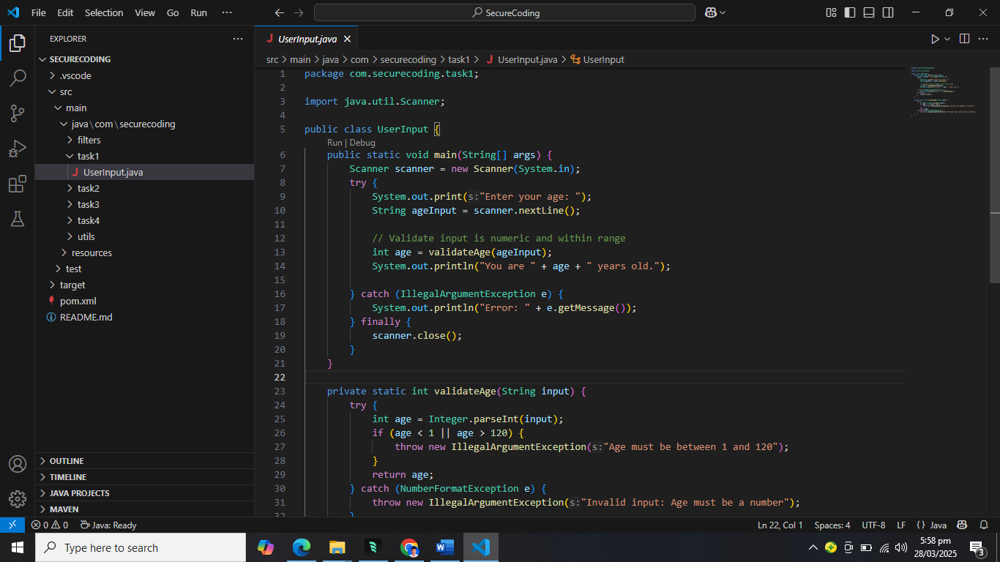 File Edit Selection View Go Run ··· SecureCoding
EXPLORER ···
SECURECODING
.vscode
src
main
java\com\securecoding
filters
task1
J UserInput.java
task2
task3
task4
utils
resources
test
target
pom.xml
README.md
OUTLINE
TIMELINE
JAVA PROJECTS
MAVEN
J UserInput.java
src > main > java > com > securecoding > task1 > J UserInput.java > UserInput
1 package com.securecoding.task1;
2
3 import java.util.Scanner;
4
5 public class UserInput {
Run | Debug
6 public static void main(String[] args) {
7 Scanner scanner = new Scanner(System.in);
8 try {
9 System.out.print(s:"Enter your age: ");
10 String ageInput = scanner.nextLine();
11
12 // Validate input is numeric and within range
13 int age = validateAge(ageInput);
14 System.out.println("You are " + age + " years old.");
15
16 } catch (IllegalArgumentException e) {
17 System.out.println("Error: " + e.getMessage());
18 } finally {
19 scanner.close();
20 }
21 }
22
23 private static int validateAge(String input) {
24 try {
25 int age = Integer.parseInt(input);
26 if (age < 1 || age > 120) {
27 throw new IllegalArgumentException(s:"Age must be between 1 and 120");
28 }
29 return age;
30 } catch (NumberFormatException e) {
31 throw new IllegalArgumentException(s:"Invalid input: Age must be a number");
32 }
0 0 Java: Ready Ln 22, Col 1 Spaces: 4 UTF-8 LF {} Java
Type here to search
5:58 pm
28/03/2025
3